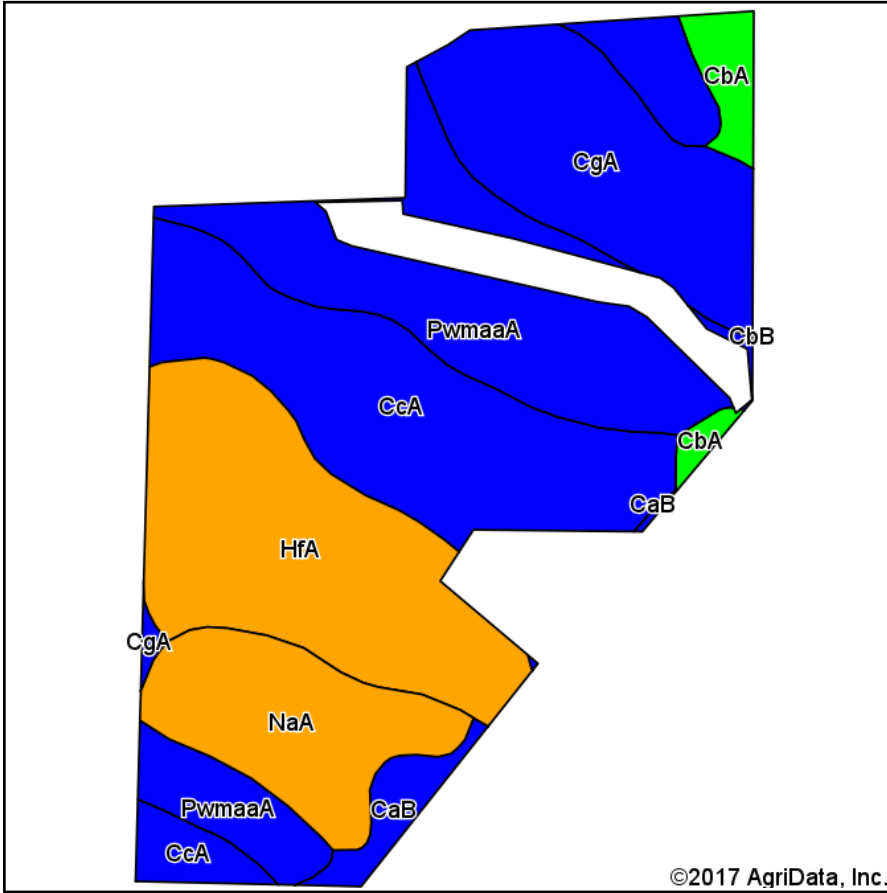 CbA
CgA
PwmaaA
CbB
CcA
CbA
CaB
HfA
CgA
NaA
PwmaaA
CaB
CcA
©2017 AgriData, Inc.